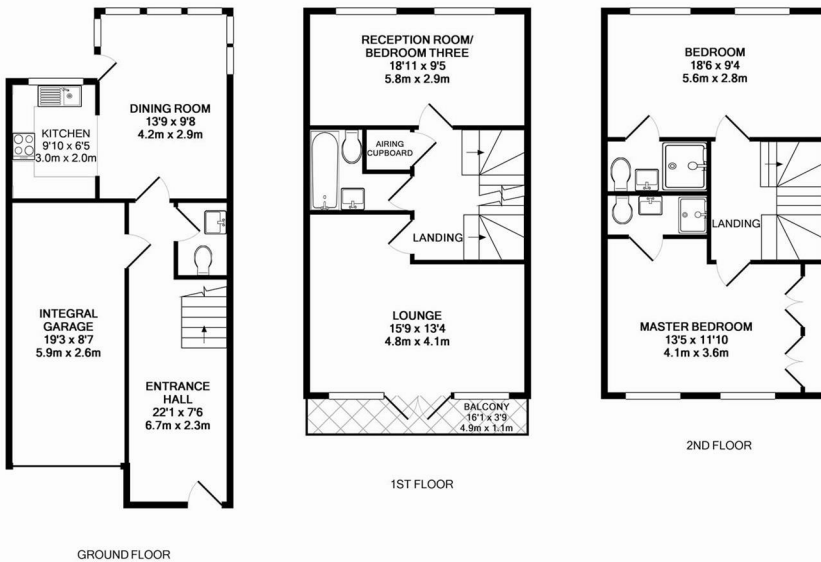 DINING ROOM
13'9 x 9'8
4.2m x 2.9m
KITCHEN
9'10 x 6'5
3.0m x 2.0m
INTEGRAL
GARAGE
19'3 x 8'7
5.9m x 2.6m
ENTRANCE
HALL
22'1 x 7'6
6.7m x 2.3m
GROUND FLOOR
RECEPTION ROOM/
BEDROOM THREE
18'11 x 9'5
5.8m x 2.9m
AIRING
CUPBOARD
LANDING
LOUNGE
15'9 x 13'4
4.8m x 4.1m
BALCONY
16'1 x 3'9
4.9m x 1.1m
1ST FLOOR
BEDROOM
18'6 x 9'4
5.6m x 2.8m
LANDING
MASTER BEDROOM
13'5 x 11'10
4.1m x 3.6m
2ND FLOOR